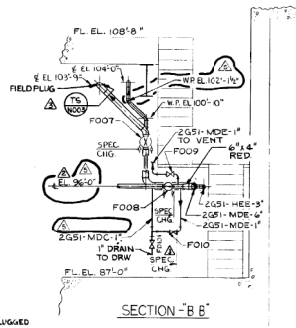 FL. EL. 108'-8"
₠ EL 104'-0"
₠ EL 103'-9"
W.P. EL. 102'-1½"
FIELD PLUG
TS
N005
W.P. EL 100'-10"
F007
2G51-MDE-1"
TO VENT
SPEC
CHG.
F009
6"x4"
RED.
EL. 96'-0"
2G51-HEE-3"
F008
2G51-MDE-6"
SPEC
CHG.
2G51-MDE-1"
2G51-MDC-1"
F010
1" DRAIN
TO DRW
SPEC
CHG.
FL. EL. 87'-0"
SECTION-"B B"
LUGGED